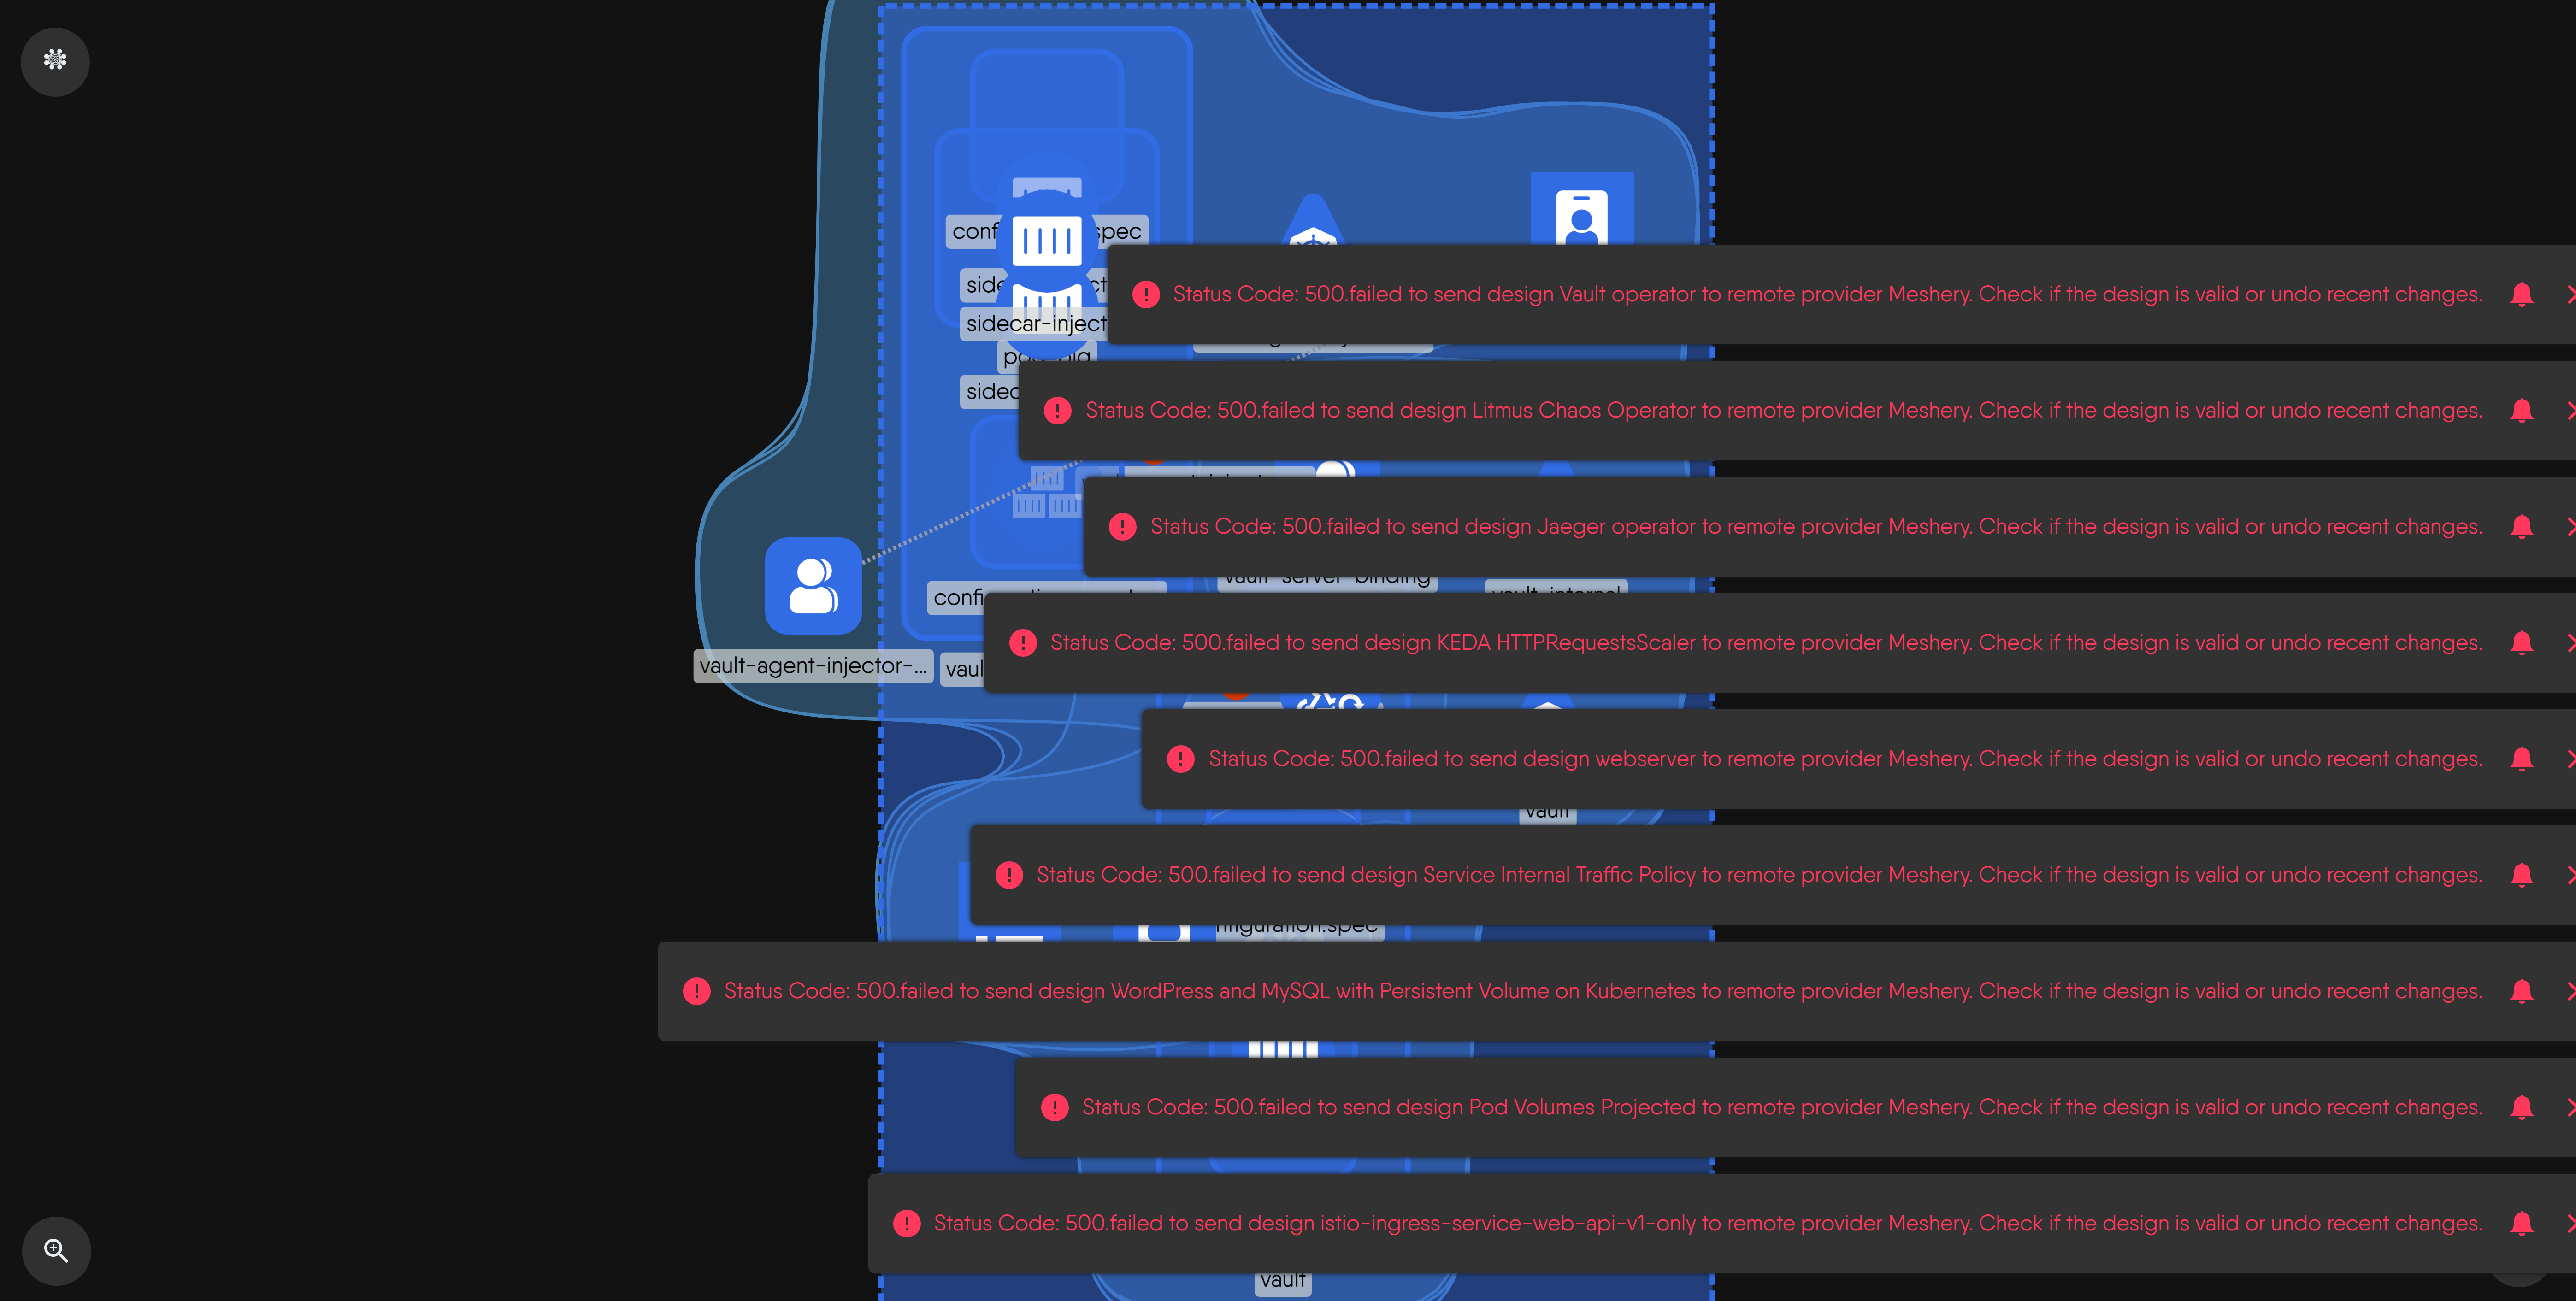 Status Code: 500.failed to send design Vault operator to remote provider Meshery. Check if the design is valid or undo recent changes.
sidecar-inject
Status Code: 500.failed to send design Litmus Chaos Operator to remote provider Meshery. Check if the design is valid or undo recent changes.
Status Code: 500.failed to send design Jaeger operator to remote provider Meshery. Check if the design is valid or undo recent changes.
vault-server-binding
vault-internal
Status Code: 500.failed to send design KEDA HTTPRequestsScaler to remote provider Meshery. Check if the design is valid or undo recent changes.
vault-agent-injector-...
Status Code: 500.failed to send design webserver to remote provider Meshery. Check if the design is valid or undo recent changes.
vault
Status Code: 500.failed to send design Service Internal Traffic Policy to remote provider Meshery. Check if the design is valid or undo recent changes.
nfiguration.spec
Status Code: 500.failed to send design WordPress and MySQL with Persistent Volume on Kubernetes to remote provider Meshery. Check if the design is valid or undo recent changes.
Status Code: 500.failed to send design Pod Volumes Projected to remote provider Meshery. Check if the design is valid or undo recent changes.
Status Code: 500.failed to send design istio-ingress-service-web-api-v1-only to remote provider Meshery. Check if the design is valid or undo recent changes.
vault